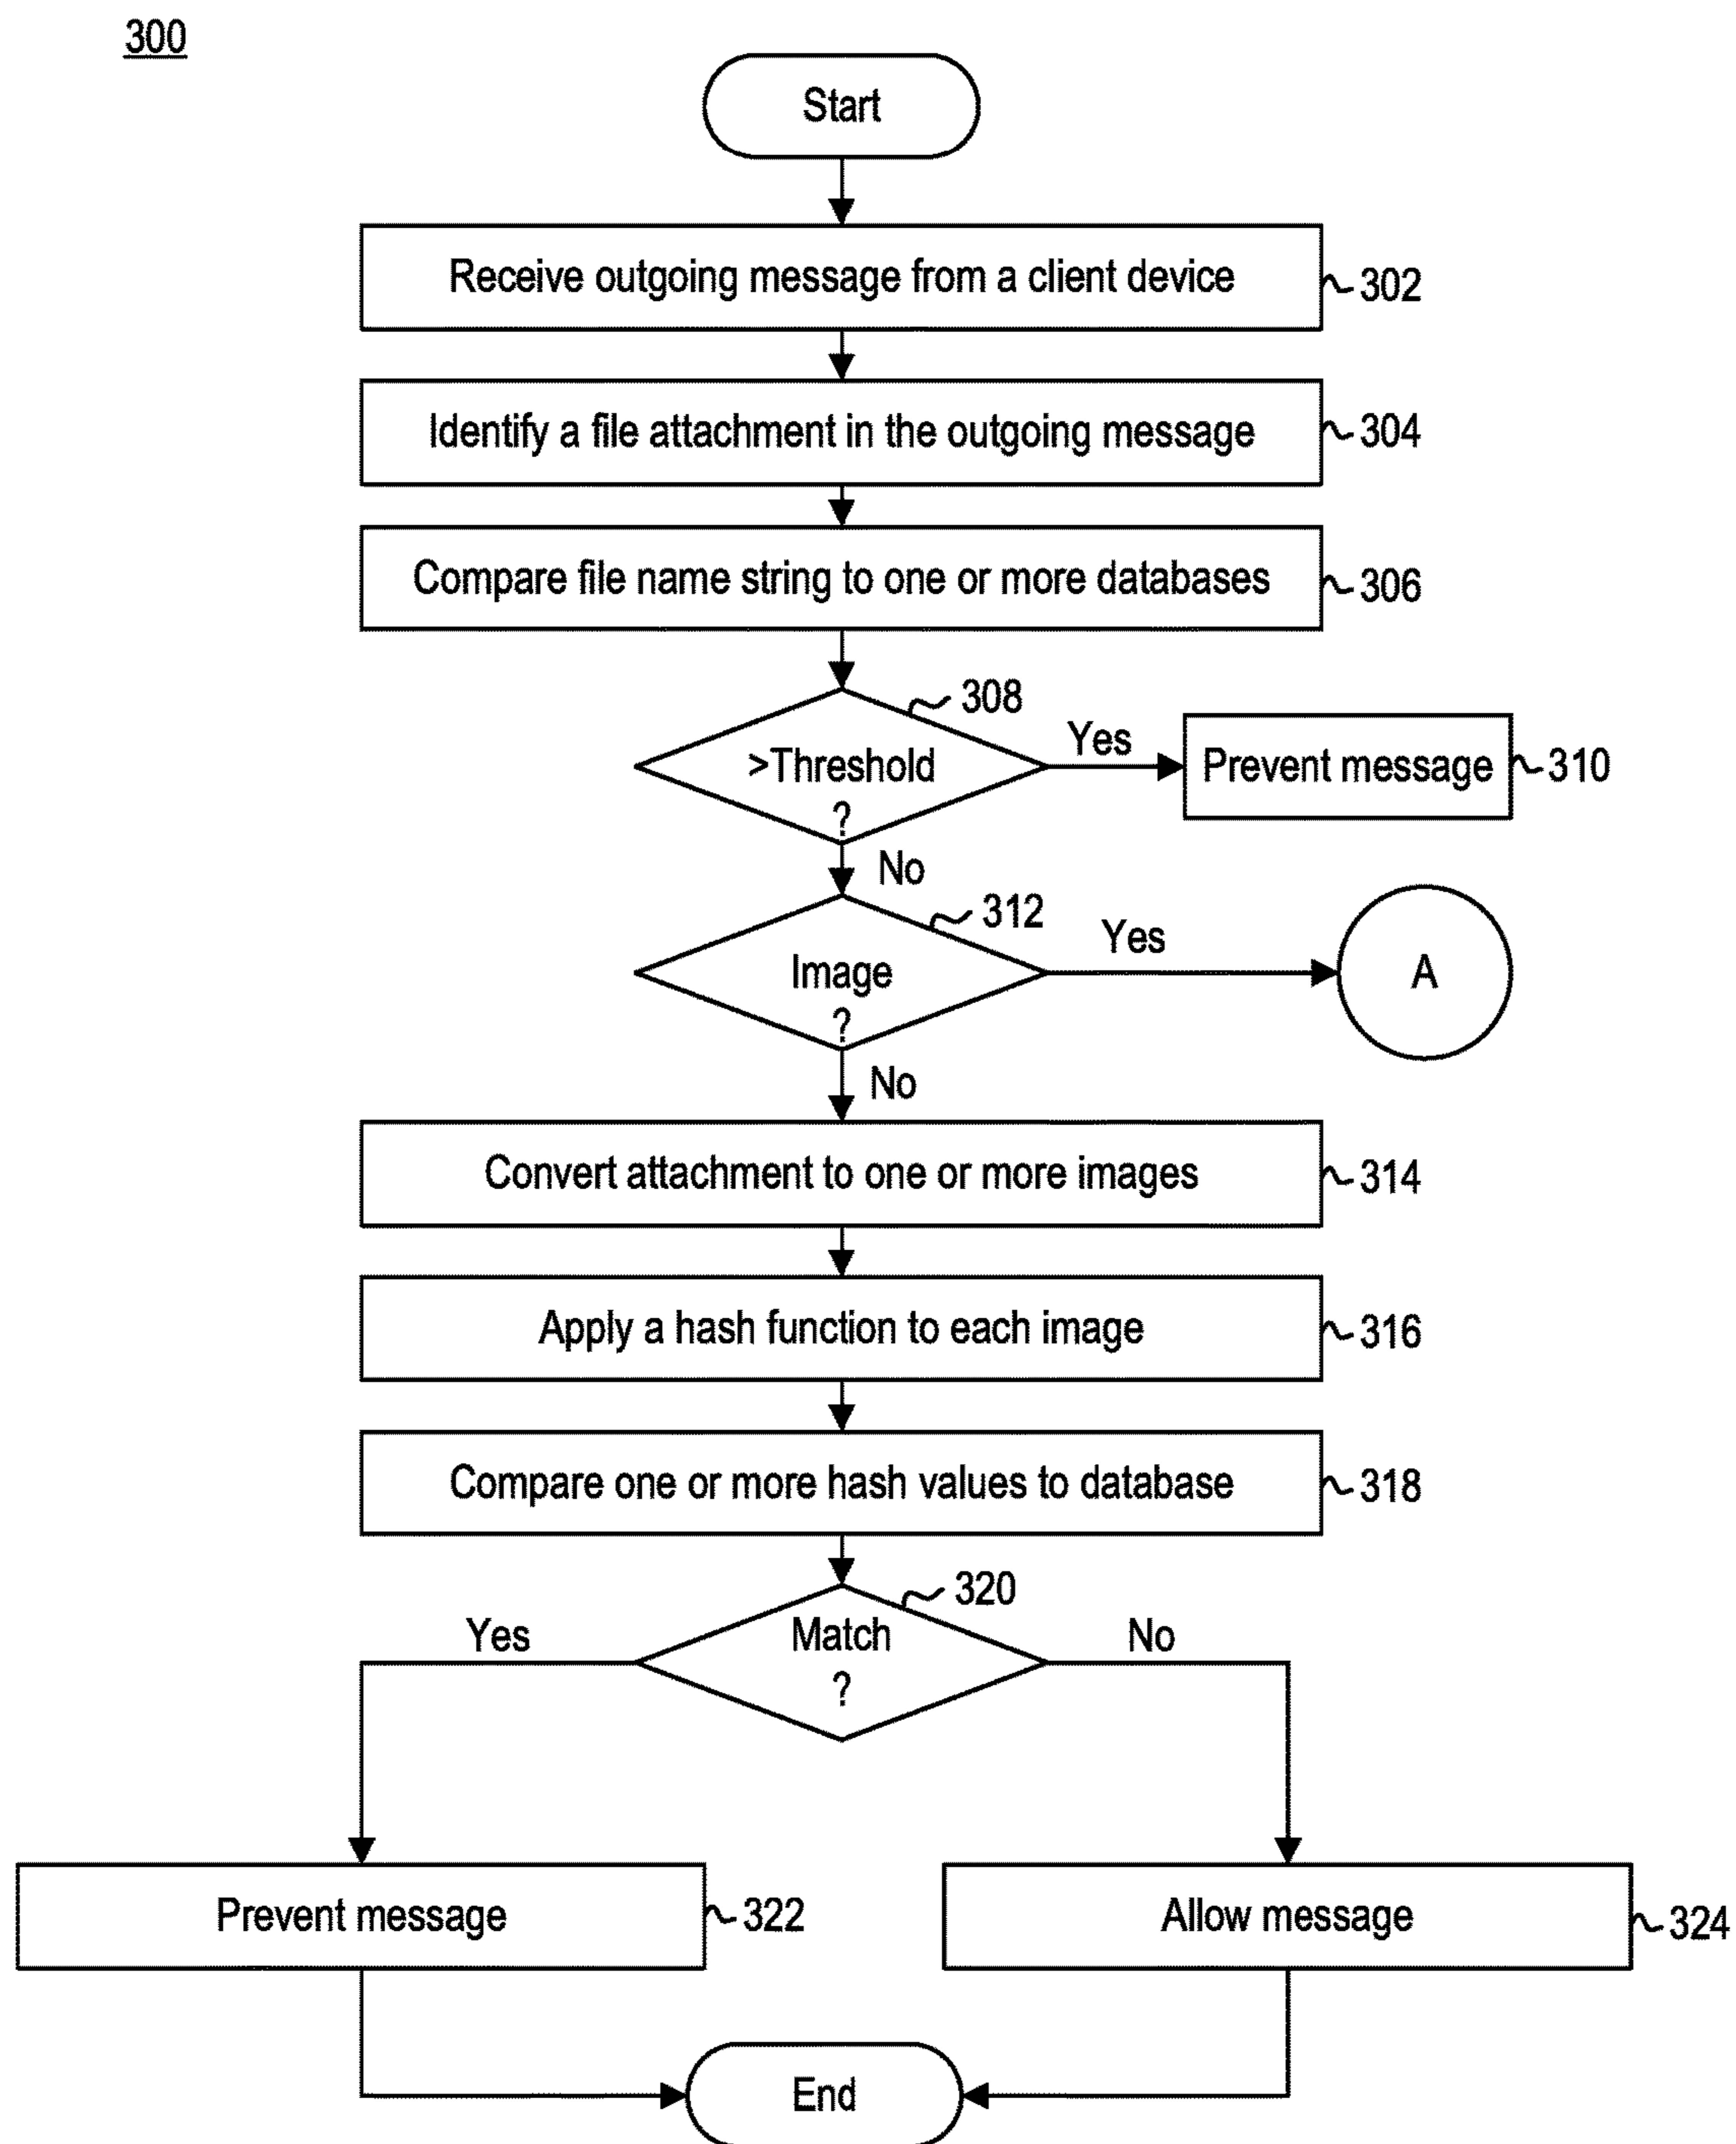 300
Start
Receive outgoing message from a client device
302
Identify a file attachment in the outgoing message
304
Compare file name string to one or more databases
306
308
>Threshold
?
Yes
Prevent message
310
No
312
Image
?
Yes
A
No
Convert attachment to one or more images
314
Apply a hash function to each image
316
Compare one or more hash values to database
318
320
Match
?
Yes
No
Prevent message
322
Allow message
324
End